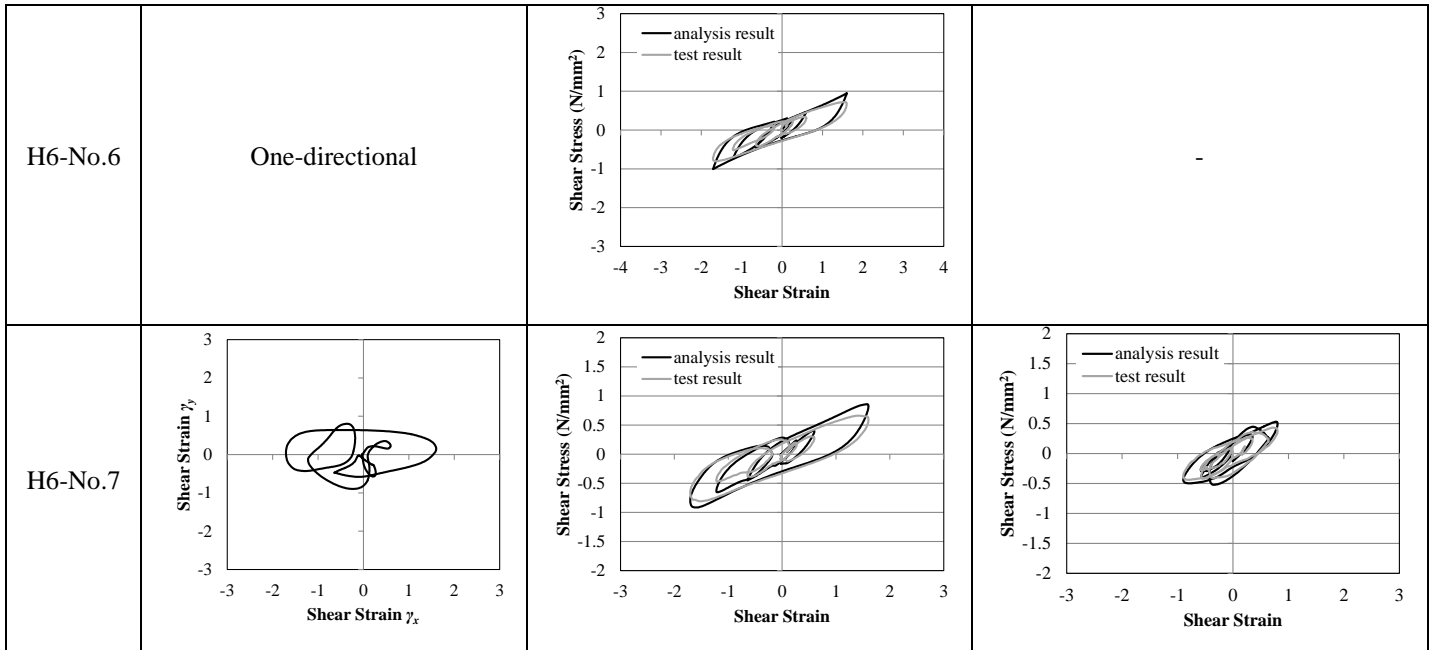 H6-No.6
One-directional
3
2
1
0
-1
-2
-3
Shear Stress (N/mm²)
analysis result
test result
-4 -3 -2 -1 0 1 2 3 4
Shear Strain
-
H6-No.7
3
2
1
0
-1
-2
-3
Shear Strain γy
-3 -2 -1 0 1 2 3
Shear Strain γx
2
1.5
1
0.5
0
-0.5
-1
-1.5
-2
Shear Stress (N/mm²)
analysis result
test result
-3 -2 -1 0 1 2 3
Shear Strain
2
1.5
1
0.5
0
-0.5
-1
-1.5
-2
Shear Stress (N/mm²)
analysis result
test result
-3 -2 -1 0 1 2 3
Shear Strain